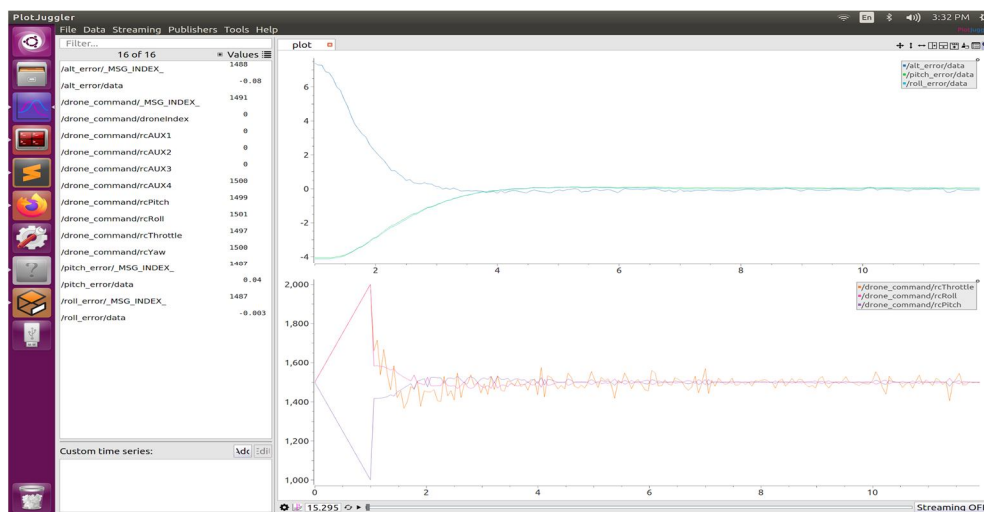 PlotJuggler
En
3:32 PM
File Data Streaming Publishers Tools Help
Filter...
16 of 16
Values
/alt_error/_MSG_INDEX_ 1488
/alt_error/data -0.08
/drone_command/_MSG_INDEX_ 1491
/drone_command/droneIndex 0
/drone_command/rcAUX1 0
/drone_command/rcAUX2 0
/drone_command/rcAUX3 0
/drone_command/rcAUX4 1500
/drone_command/rcPitch 1499
/drone_command/rcRoll 1501
/drone_command/rcThrottle 1497
/drone_command/rcYaw 1500
/pitch_error/_MSG_INDEX_ 1487
/pitch_error/data 0.04
/roll_error/_MSG_INDEX_ 1487
/roll_error/data -0.003
Custom time series:
plot
/alt_error/data
/pitch_error/data
/roll_error/data
6
4
2
0
-2
-4
2 4 6 8 10
/drone_command/rcThrottle
/drone_command/rcRoll
/drone_command/rcPitch
2,000
1,800
1,600
1,400
1,200
1,000
0 2 4 6 8 10
15.295
Streaming OFF